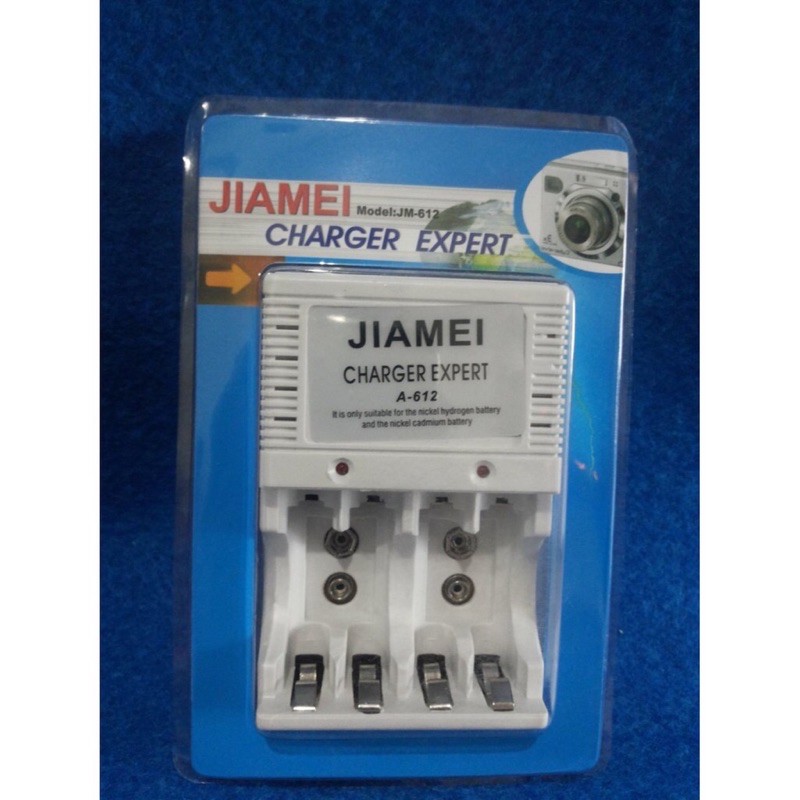 JIAMEI Model:JM-612
CHARGER EXPERT
JIAMEI
CHARGER EXPERT
A-612
It is only suitable for the nickel hydrogen battery
and the nickel cadmium battery